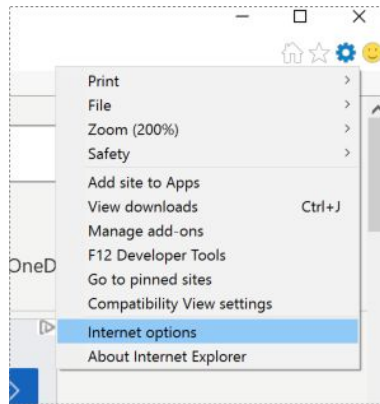 Print
File
Zoom (200%)
Safety
Add site to Apps
View downloads Ctrl+J
Manage add-ons
F12 Developer Tools
OneD
Go to pinned sites
Compatibility View settings
Internet options
About Internet Explorer